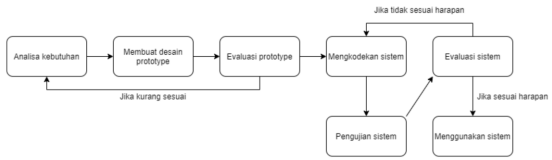 Jika tidak sesuai harapan
Analisa kebutuhan
Membuat desain
prototype
Evaluasi prototype
Mengkodekan sistem
Evaluasi sistem
Jika kurang sesuai
Jika sesuai harapan
Pengujian sistem
Menggunakan sistem